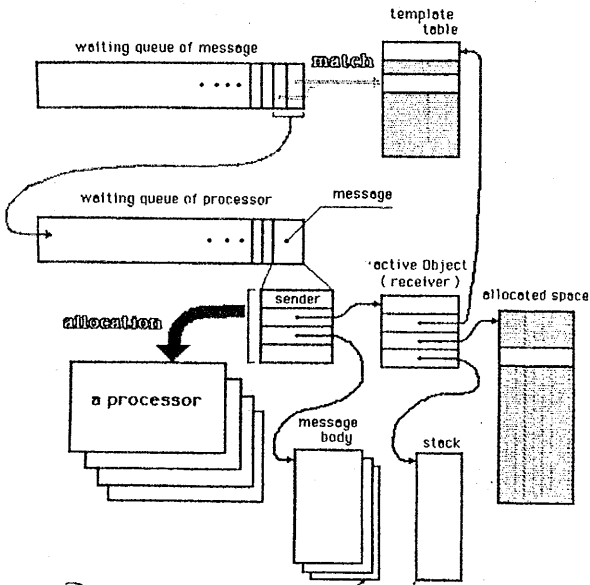 template
table
waiting queue of message
match
waiting queue of processor
message
active Object
(receiver)
allocated space
sender
allocation
a processor
message
body
stack